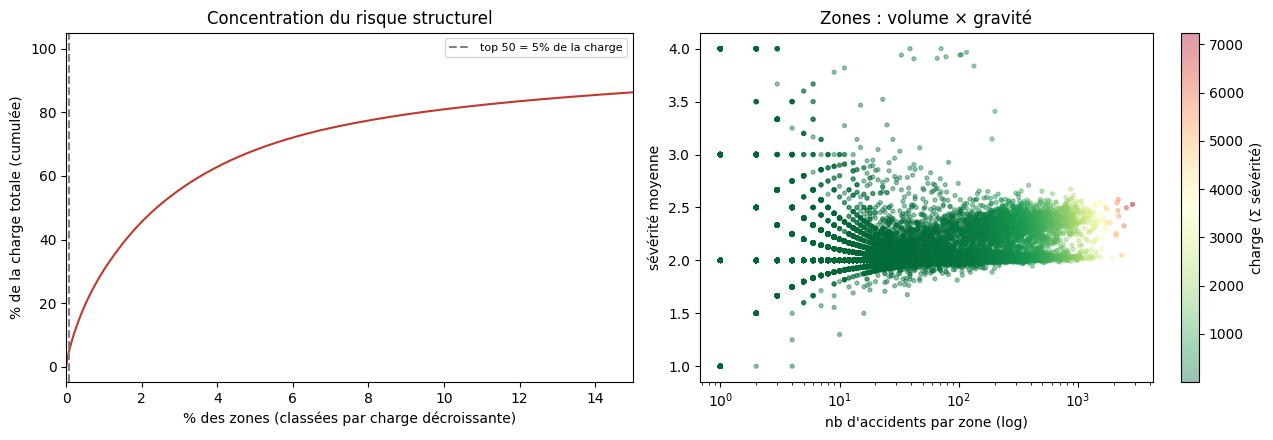 Concentration du risque structurel
top 50 = 5% de la charge
% de la charge totale (cumulée)
100
80
60
40
20
0
0 2 4 6 8 10 12 14
% des zones (classées par charge décroissante)
Zones : volume × gravité
sévérité moyenne
4.0
3.5
3.0
2.5
2.0
1.5
1.0
10⁰ 10¹ 10² 10³
nb d'accidents par zone (log)
7000
6000
5000
4000
3000
2000
1000
charge (Σ sévérité)